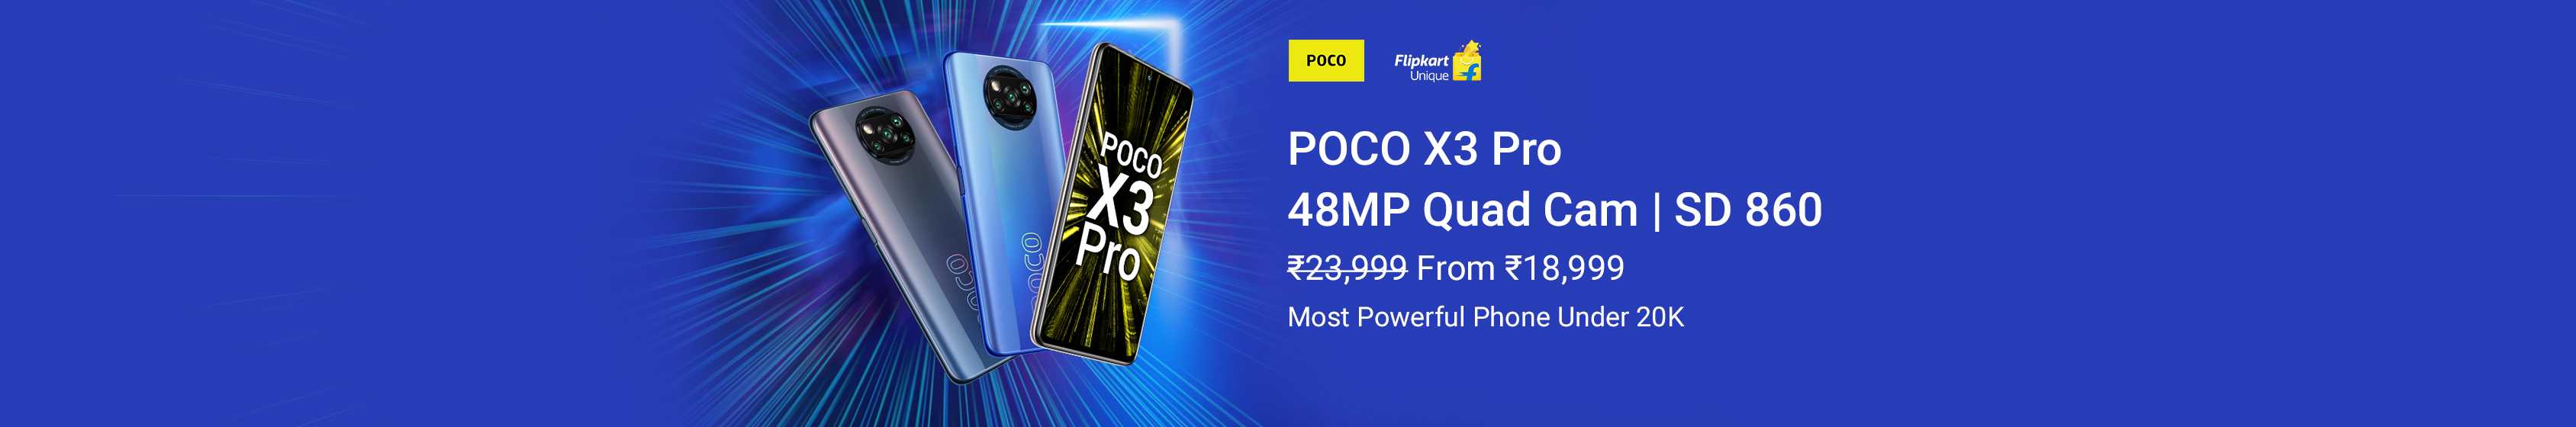 POCO
Flipkart
Unique
POCO X3 Pro
48MP Quad Cam | SD 860
₹23,999 From ₹18,999
Most Powerful Phone Under 20K
POCO
POCO
POCO
X3
Pro